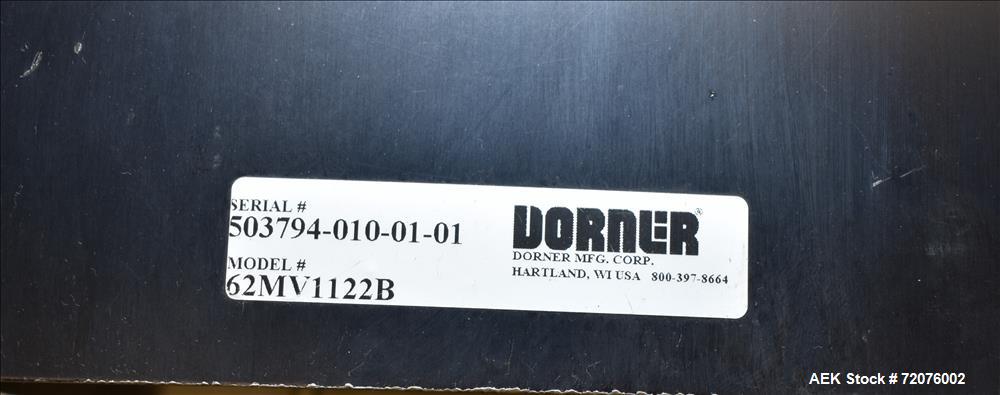 SERIAL #
503794-010-01-01
MODEL #
62MV1122B
DORNER®
DORNER MFG. CORP.
HARTLAND, WI USA 800-397-8664
AEK Stock # 72076002